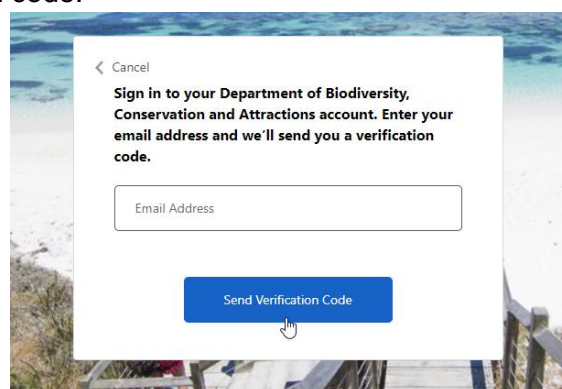 code.
Cancel
Sign in to your Department of Biodiversity,
Conservation and Attractions account. Enter your
email address and we'll send you a verification
code.
Email Address
Send Verification Code